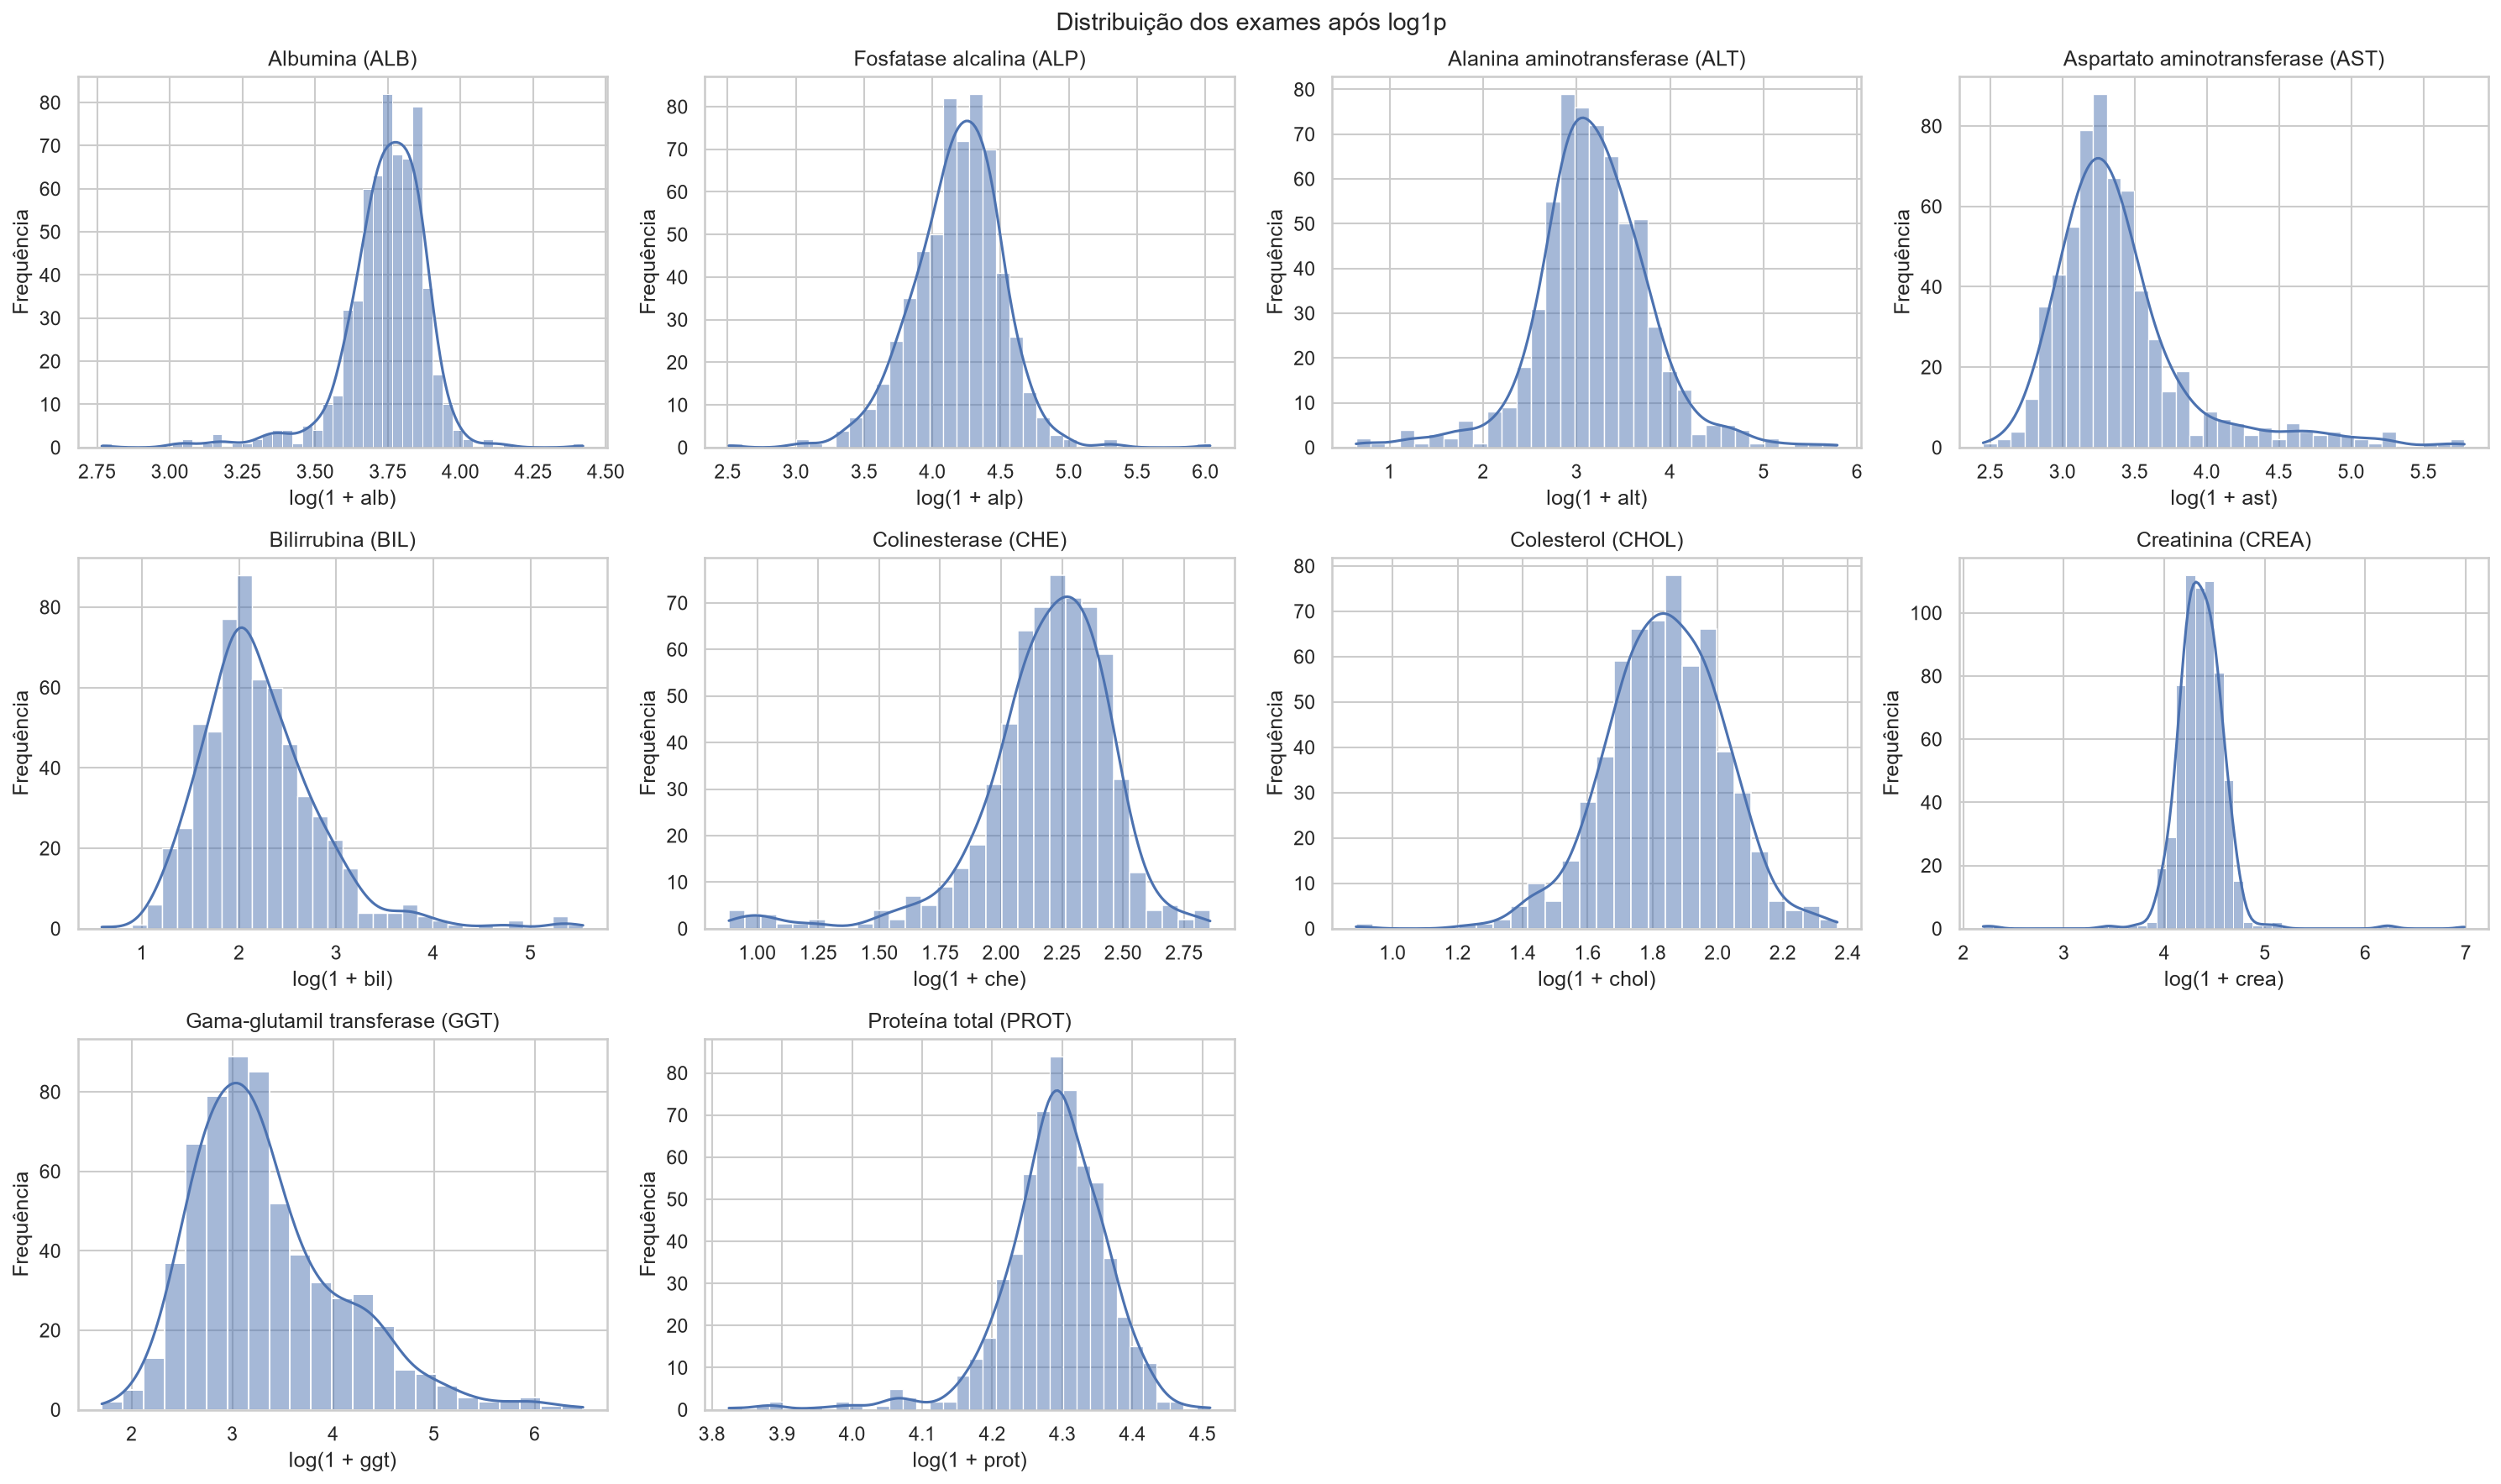 Distribuição dos exames após log1p
Albumina (ALB)
Frequência
80
70
60
50
40
30
20
10
0
2.75 3.00 3.25 3.50 3.75 4.00 4.25 4.50
log(1 + alb)
Fosfatase alcalina (ALP)
Frequência
80
70
60
50
40
30
20
10
0
2.5 3.0 3.5 4.0 4.5 5.0 5.5 6.0
log(1 + alp)
Alanina aminotransferase (ALT)
Frequência
80
70
60
50
40
30
20
10
0
1 2 3 4 5 6
log(1 + alt)
Aspartato aminotransferase (AST)
Frequência
80
60
40
20
0
2.5 3.0 3.5 4.0 4.5 5.0 5.5
log(1 + ast)
Bilirrubina (BIL)
Frequência
80
60
40
20
0
1 2 3 4 5
log(1 + bil)
Colinesterase (CHE)
Frequência
70
60
50
40
30
20
10
0
1.00 1.25 1.50 1.75 2.00 2.25 2.50 2.75
log(1 + che)
Colesterol (CHOL)
Frequência
80
70
60
50
40
30
20
10
0
1.0 1.2 1.4 1.6 1.8 2.0 2.2 2.4
log(1 + chol)
Creatinina (CREA)
Frequência
100
80
60
40
20
0
2 3 4 5 6 7
log(1 + crea)
Gama-glutamil transferase (GGT)
Frequência
80
60
40
20
0
2 3 4 5 6
log(1 + ggt)
Proteína total (PROT)
Frequência
80
70
60
50
40
30
20
10
0
3.8 3.9 4.0 4.1 4.2 4.3 4.4 4.5
log(1 + prot)